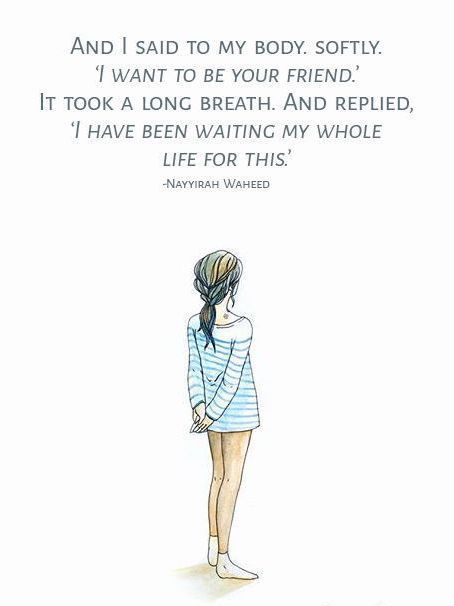 And I said to my body. softly.
‘I want to be your friend.’
It took a long breath. And replied,
‘I have been waiting my whole
life for this.’
-Nayyirah Waheed